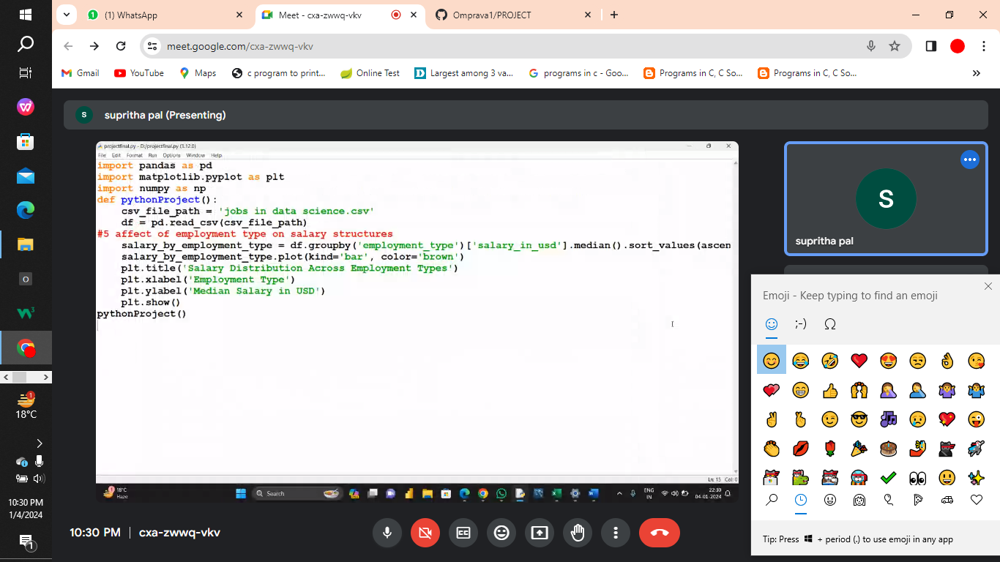 (1) WhatsApp
Meet - cxa-zwwq-vkv
Omprava1/PROJECT
meet.google.com/cxa-zwwq-vkv
Gmail
YouTube
Maps
c program to print...
Online Test
Largest among 3 va...
programs in c - Goo...
Programs in C, C So...
Programs in C, C So...
S
supritha pal (Presenting)
projectfinal.py - D:/projectfinal.py (3.12.0)
File Edit Format Run Options Window Help
import pandas as pd
import matplotlib.pyplot as plt
import numpy as np
def pythonProject():
csv_file_path = 'jobs in data science.csv'
df = pd.read_csv(csv_file_path)
#5 affect of employment type on salary structures
salary_by_employment_type = df.groupby('employment_type')['salary_in_usd'].median().sort_values(ascen
salary_by_employment_type.plot(kind='bar', color='brown')
plt.title('Salary Distribution Across Employment Types')
plt.xlabel('Employment Type')
plt.ylabel('Median Salary in USD')
plt.show()
pythonProject()
Ln: 15 Col: 0
18°C
Haze
Search
ENG
IN
22:30
04-01-2024
S
supritha pal
Emoji - Keep typing to find an emoji
;-)
Ω
Tip: Press + period (.) to use emoji in any app
10:30 PM
cxa-zwwq-vkv
18°C
10:30 PM
1/4/2024
1